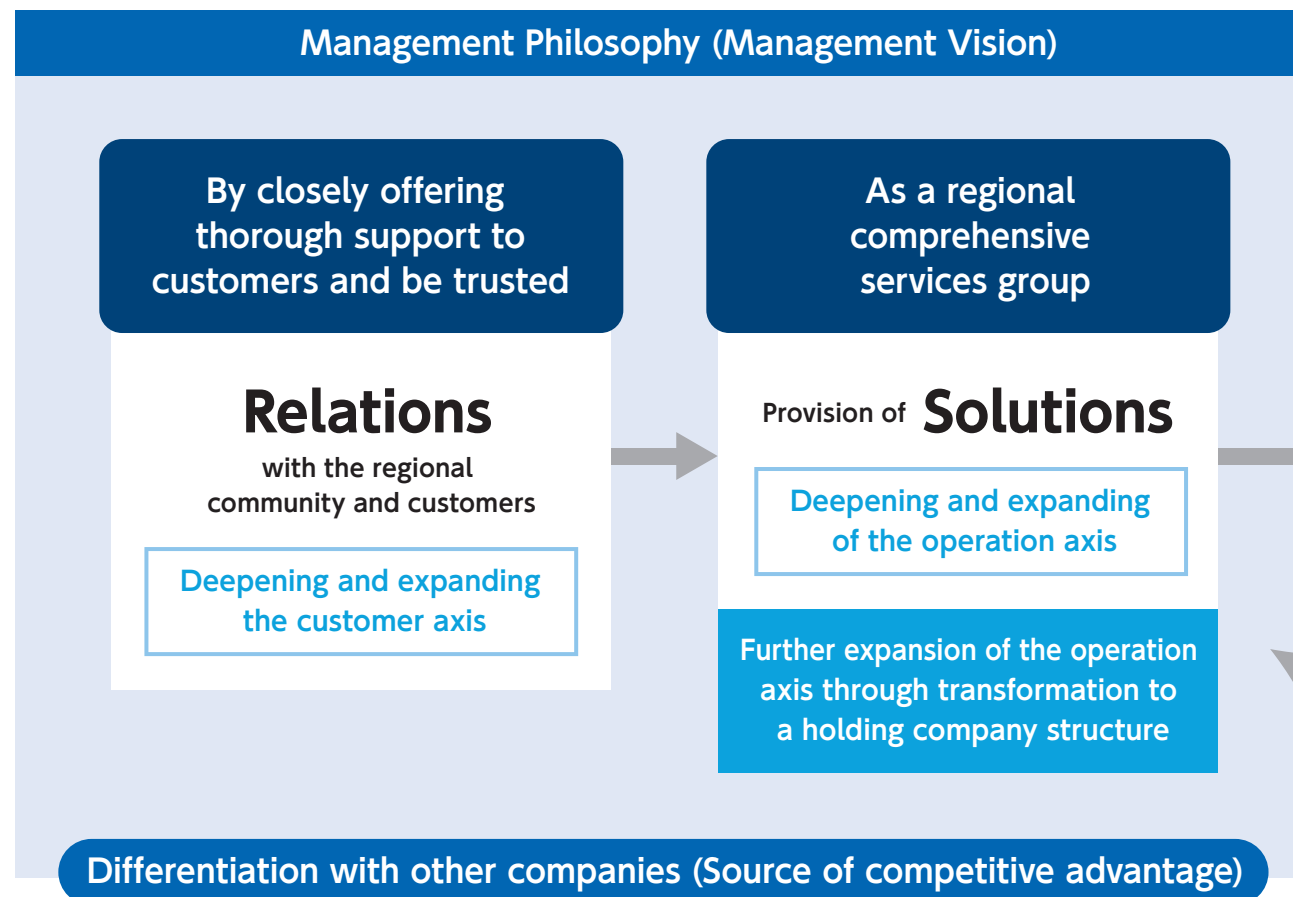 Management Philosophy (Management Vision)
By closely offering
thorough support to
customers and be trusted
Relations
with the regional
community and customers
Deepening and expanding
the customer axis
As a regional
comprehensive
services group
Provision of Solutions
Deepening and expanding
of the operation axis
Further expansion of the operation
axis through transformation to
a holding company structure
Differentiation with other companies (Source of competitive advantage)